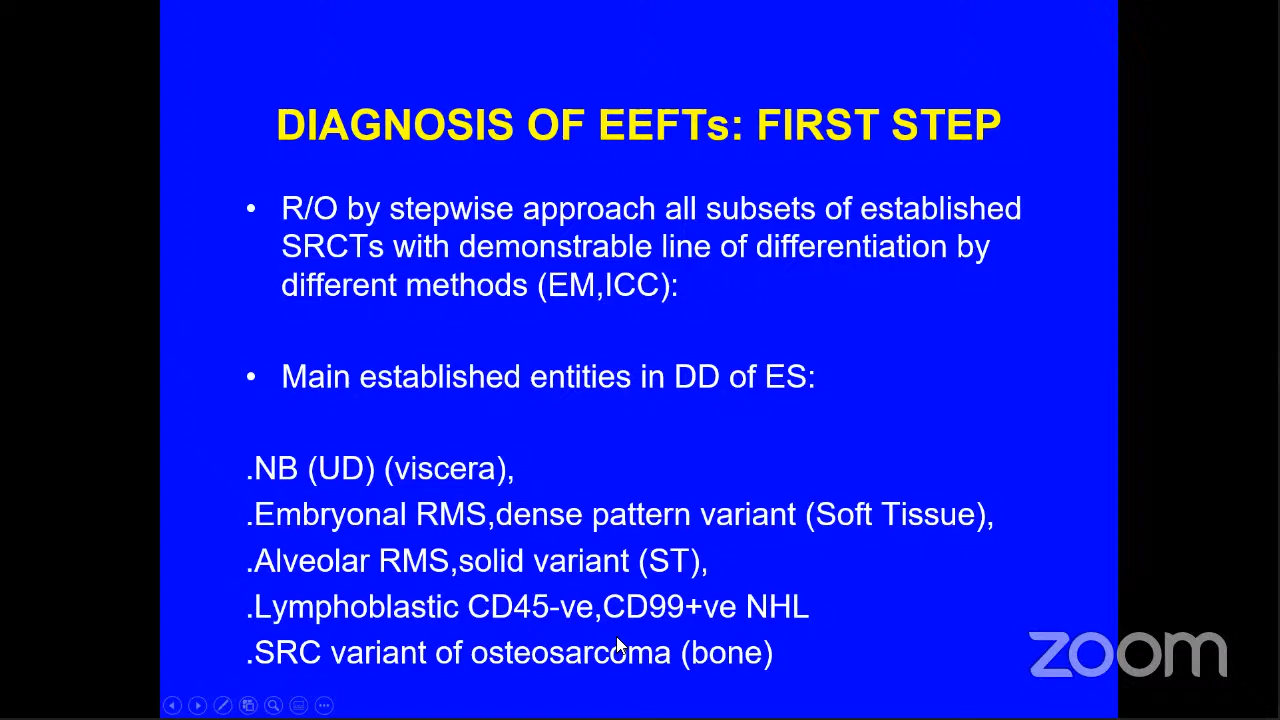 DIAGNOSIS OF EEFTs: FIRST STEP
• R/O by stepwise approach all subsets of established
SRCTs with demonstrable line of differentiation by
different methods (EM,ICC):
• Main established entities in DD of ES:
.NB (UD) (viscera),
.Embryonal RMS,dense pattern variant (Soft Tissue),
.Alveolar RMS,solid variant (ST),
.Lymphoblastic CD45-ve,CD99+ve NHL
.SRC variant of osteosarcoma (bone)
zoom